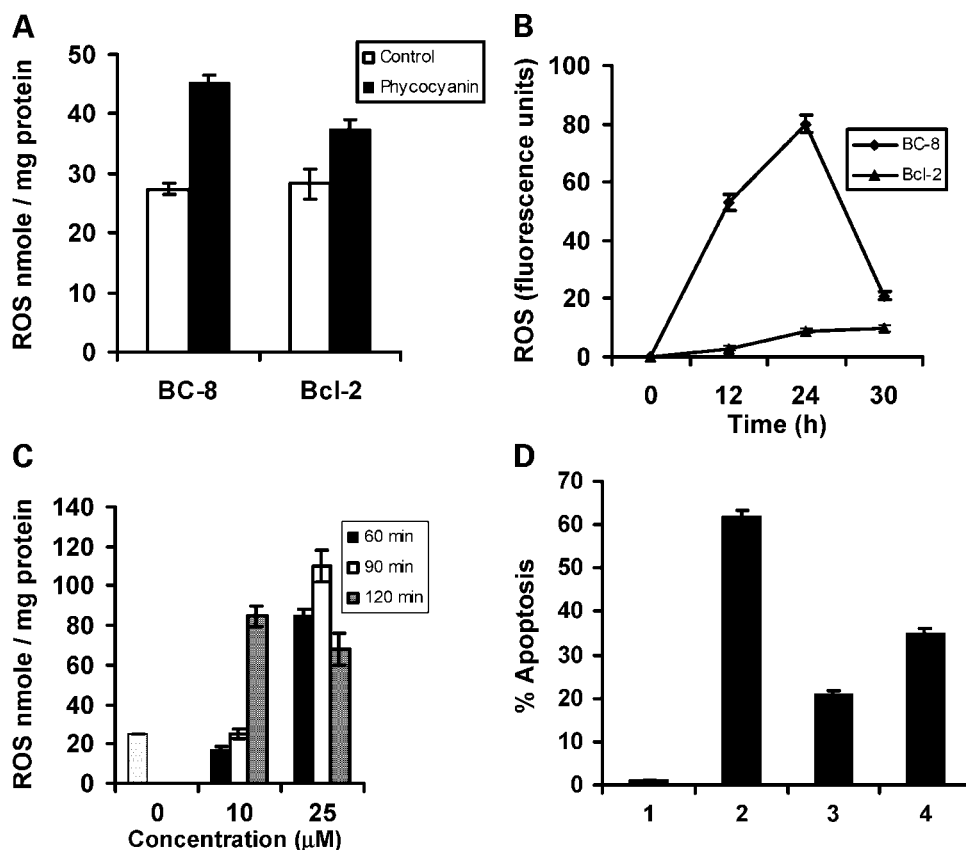 A
ROS nmole / mg protein
50
40
30
20
10
0
Control
Phycocyanin
BC-8
Bcl-2
B
ROS (fluorescence units)
100
80
60
40
20
0
BC-8
Bcl-2
0
12
24
30
Time (h)
C
ROS nmole / mg protein
140
120
100
80
60
40
20
0
60 min
90 min
120 min
0
10
25
Concentration (µM)
D
% Apoptosis
70
60
50
40
30
20
10
0
1
2
3
4